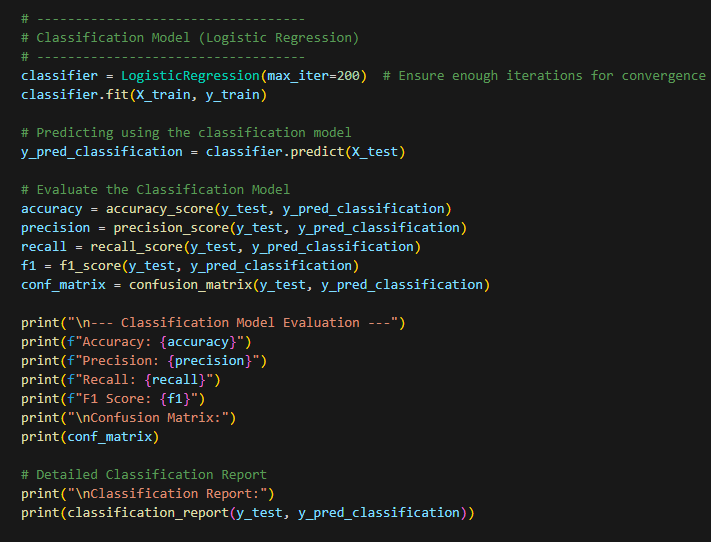 # -----------------------------------
# Classification Model (Logistic Regression)
# -----------------------------------
classifier = LogisticRegression(max_iter=200)  # Ensure enough iterations for convergence
classifier.fit(X_train, y_train)

# Predicting using the classification model
y_pred_classification = classifier.predict(X_test)

# Evaluate the Classification Model
accuracy = accuracy_score(y_test, y_pred_classification)
precision = precision_score(y_test, y_pred_classification)
recall = recall_score(y_test, y_pred_classification)
f1 = f1_score(y_test, y_pred_classification)
conf_matrix = confusion_matrix(y_test, y_pred_classification)

print("\n--- Classification Model Evaluation ---")
print(f"Accuracy: {accuracy}")
print(f"Precision: {precision}")
print(f"Recall: {recall}")
print(f"F1 Score: {f1}")
print("\nConfusion Matrix:")
print(conf_matrix)

# Detailed Classification Report
print("\nClassification Report:")
print(classification_report(y_test, y_pred_classification))